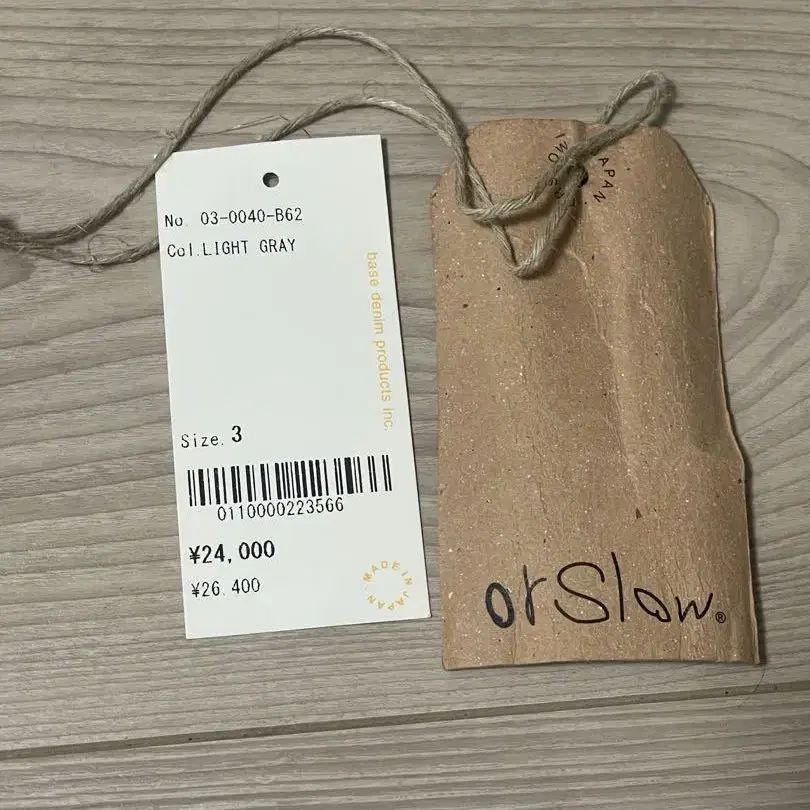 No. 03-0040-B62
Col.LIGHT GRAY
base denim products inc.
Size. 3
0110000223566
¥24,000
¥26,400
MADE IN JAPAN
JAPAN
orSlow®